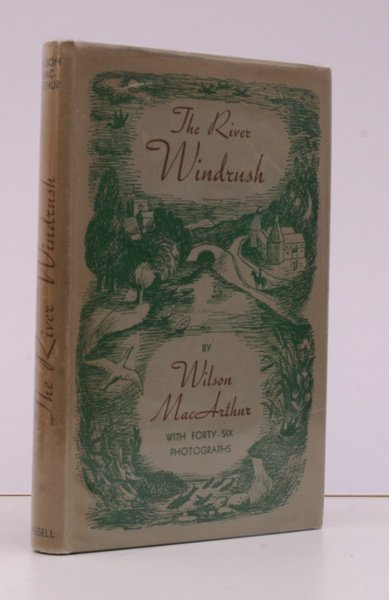 The River
Windrush
BY
Wilson
MacArthur
WITH FORTY-SIX
PHOTOGRAPHS
WILSON
MAC-
ARTHUR
The River Windrush